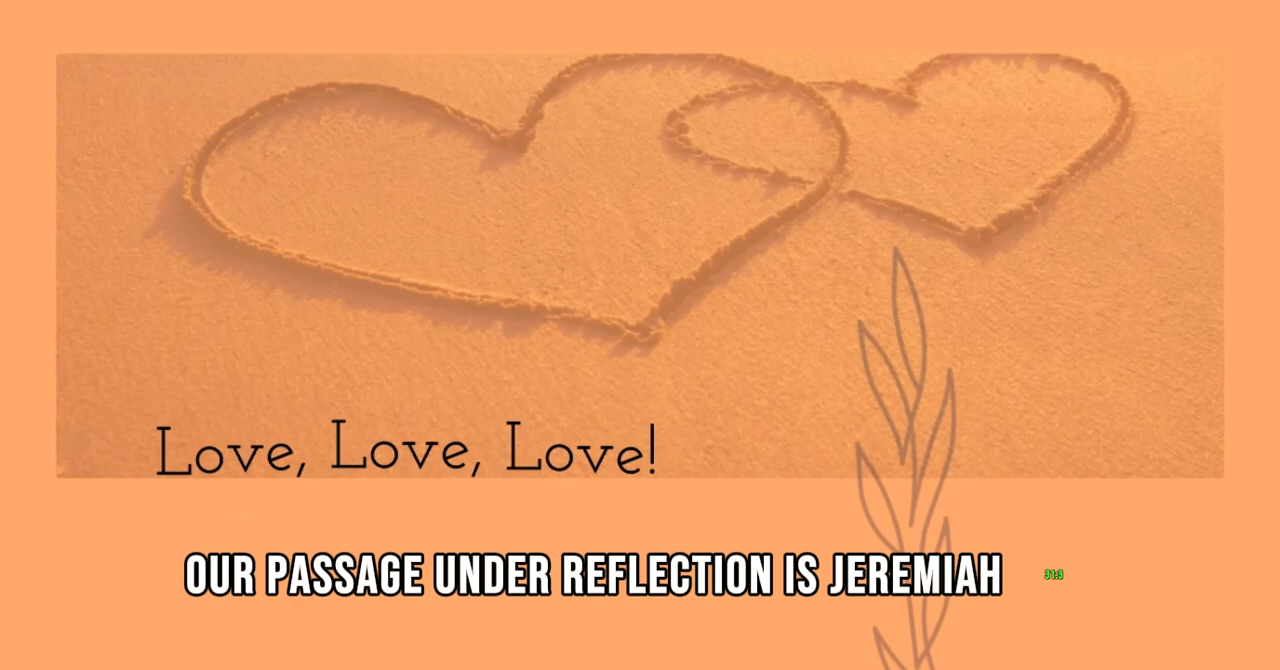 Love, Love, Love!
OUR PASSAGE UNDER REFLECTION IS JEREMIAH 31:3